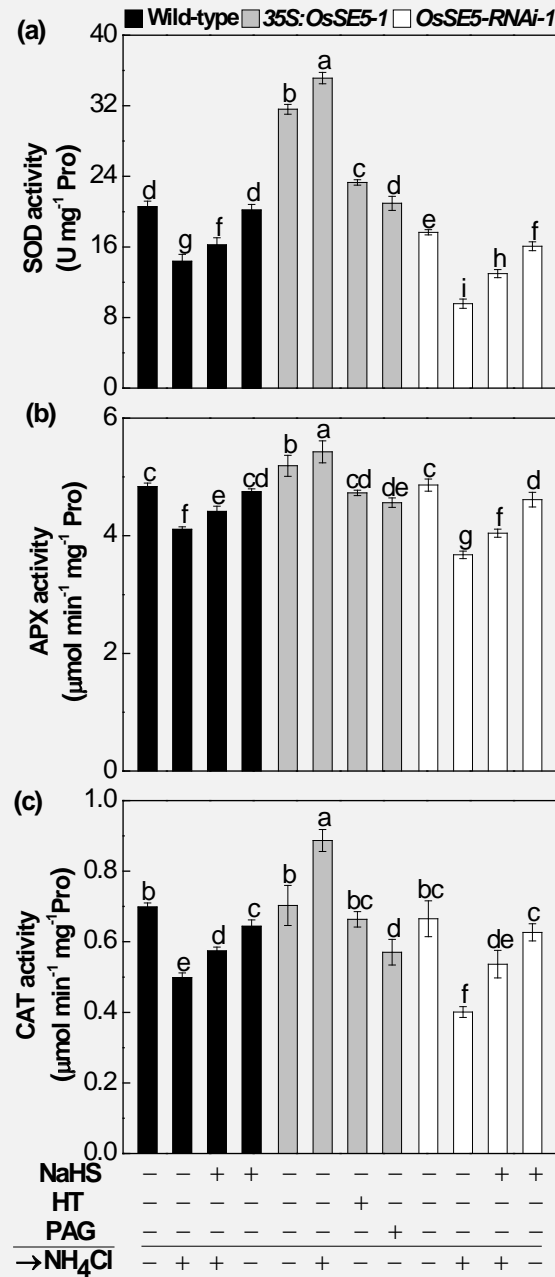 (a) Wild-type 35S:OsSE5-1 OsSE5-RNAi-1
SOD activity
(U mg⁻¹ Pro)
40
32
24
16
8
0
d g f d b a c d e i h f
(b)
APX activity
(μmol min⁻¹ mg⁻¹ Pro)
6
4
2
0
c f e cd b a cd de c g f d
(c)
CAT activity
(μmol min⁻¹ mg⁻¹Pro)
1.0
0.8
0.6
0.4
0.2
0.0
b e d c b a bc d bc f de c
NaHS − − + + − − − − − − + +
HT − − − − − − + − − − − −
PAG − − − − − − − + − − − −
→NH₄Cl − + + − − + − − − + + −